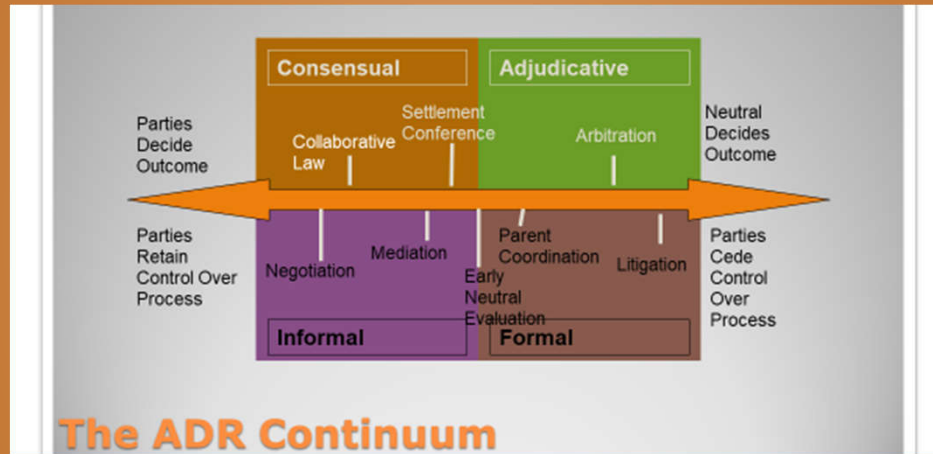 Consensual
Adjudicative
Parties
Decide
Outcome
Collaborative
Law
Settlement
Conference
Arbitration
Neutral
Decides
Outcome
Parties
Retain
Control Over
Process
Negotiation
Mediation
Early
Neutral
Evaluation
Parent
Coordination
Litigation
Parties
Cede
Control
Over
Process
Informal
Formal
The ADR Continuum